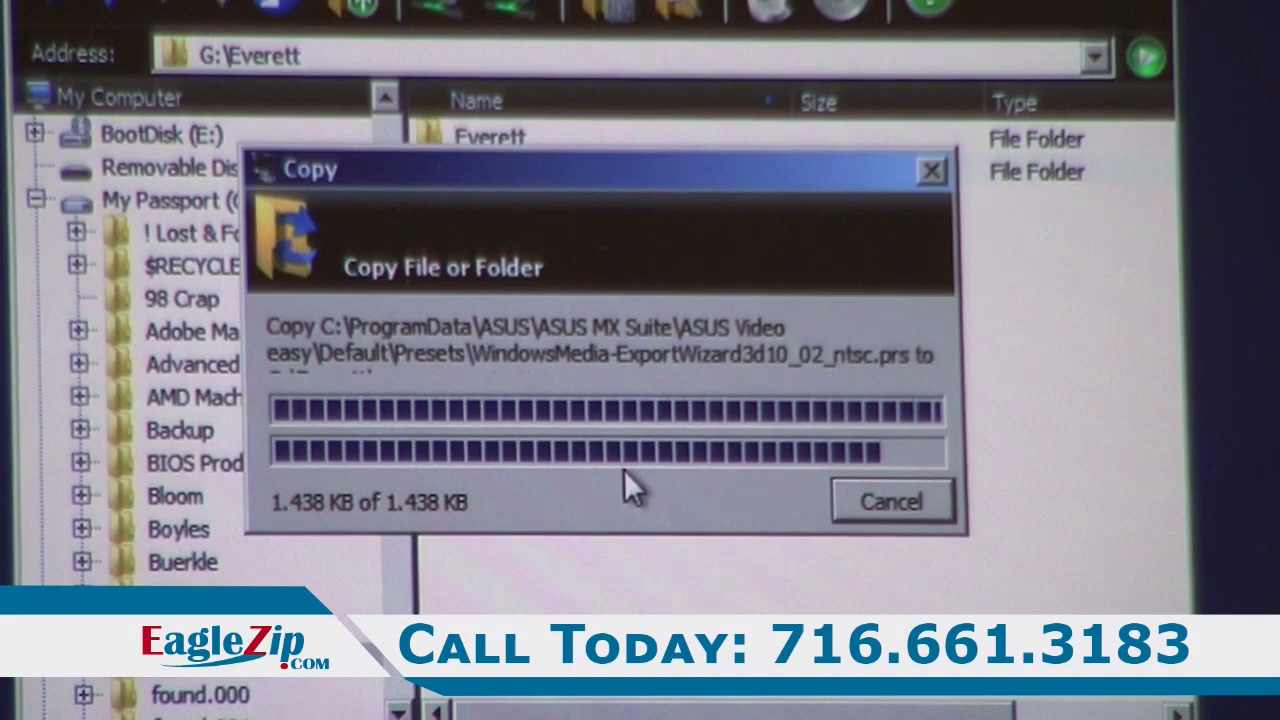 Address: G:\Everett
My Computer
Name Size Type
BootDisk (E:)
Everett File Folder
Removable Dis
File Folder
My Passport (
! Lost & Fo
$RECYCLE
98 Crap
Adobe Ma
Advanced
AMD Mach
Backup
BIOS Prod
Bloom
Boyles
Buerkle
found.000
Copy
Copy File or Folder
Copy C:\ProgramData\ASUS\ASUS MX Suite\ASUS Video
easy\Default\Presets\WindowsMedia-ExportWizard3d10_02_ntsc.prs to
1.438 KB of 1.438 KB
Cancel
EagleZip.com
Call Today: 716.661.3183